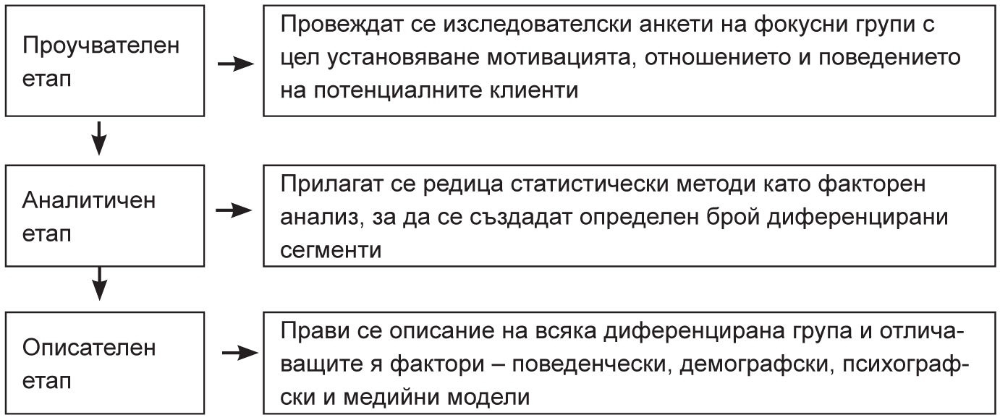 Проучвателен
етап
Провеждат се изследователски анкети на фокусни групи с
цел установяване мотивацията, отношението и поведението
на потенциалните клиенти
Аналитичен
етап
Прилагат се редица статистически методи като факторен
анализ, за да се създадат определен брой диференцирани
сегменти
Описателен
етап
Прави се описание на всяка диференцирана група и отлича-
ващите я фактори – поведенчески, демографски, психограф-
ски и медийни модели